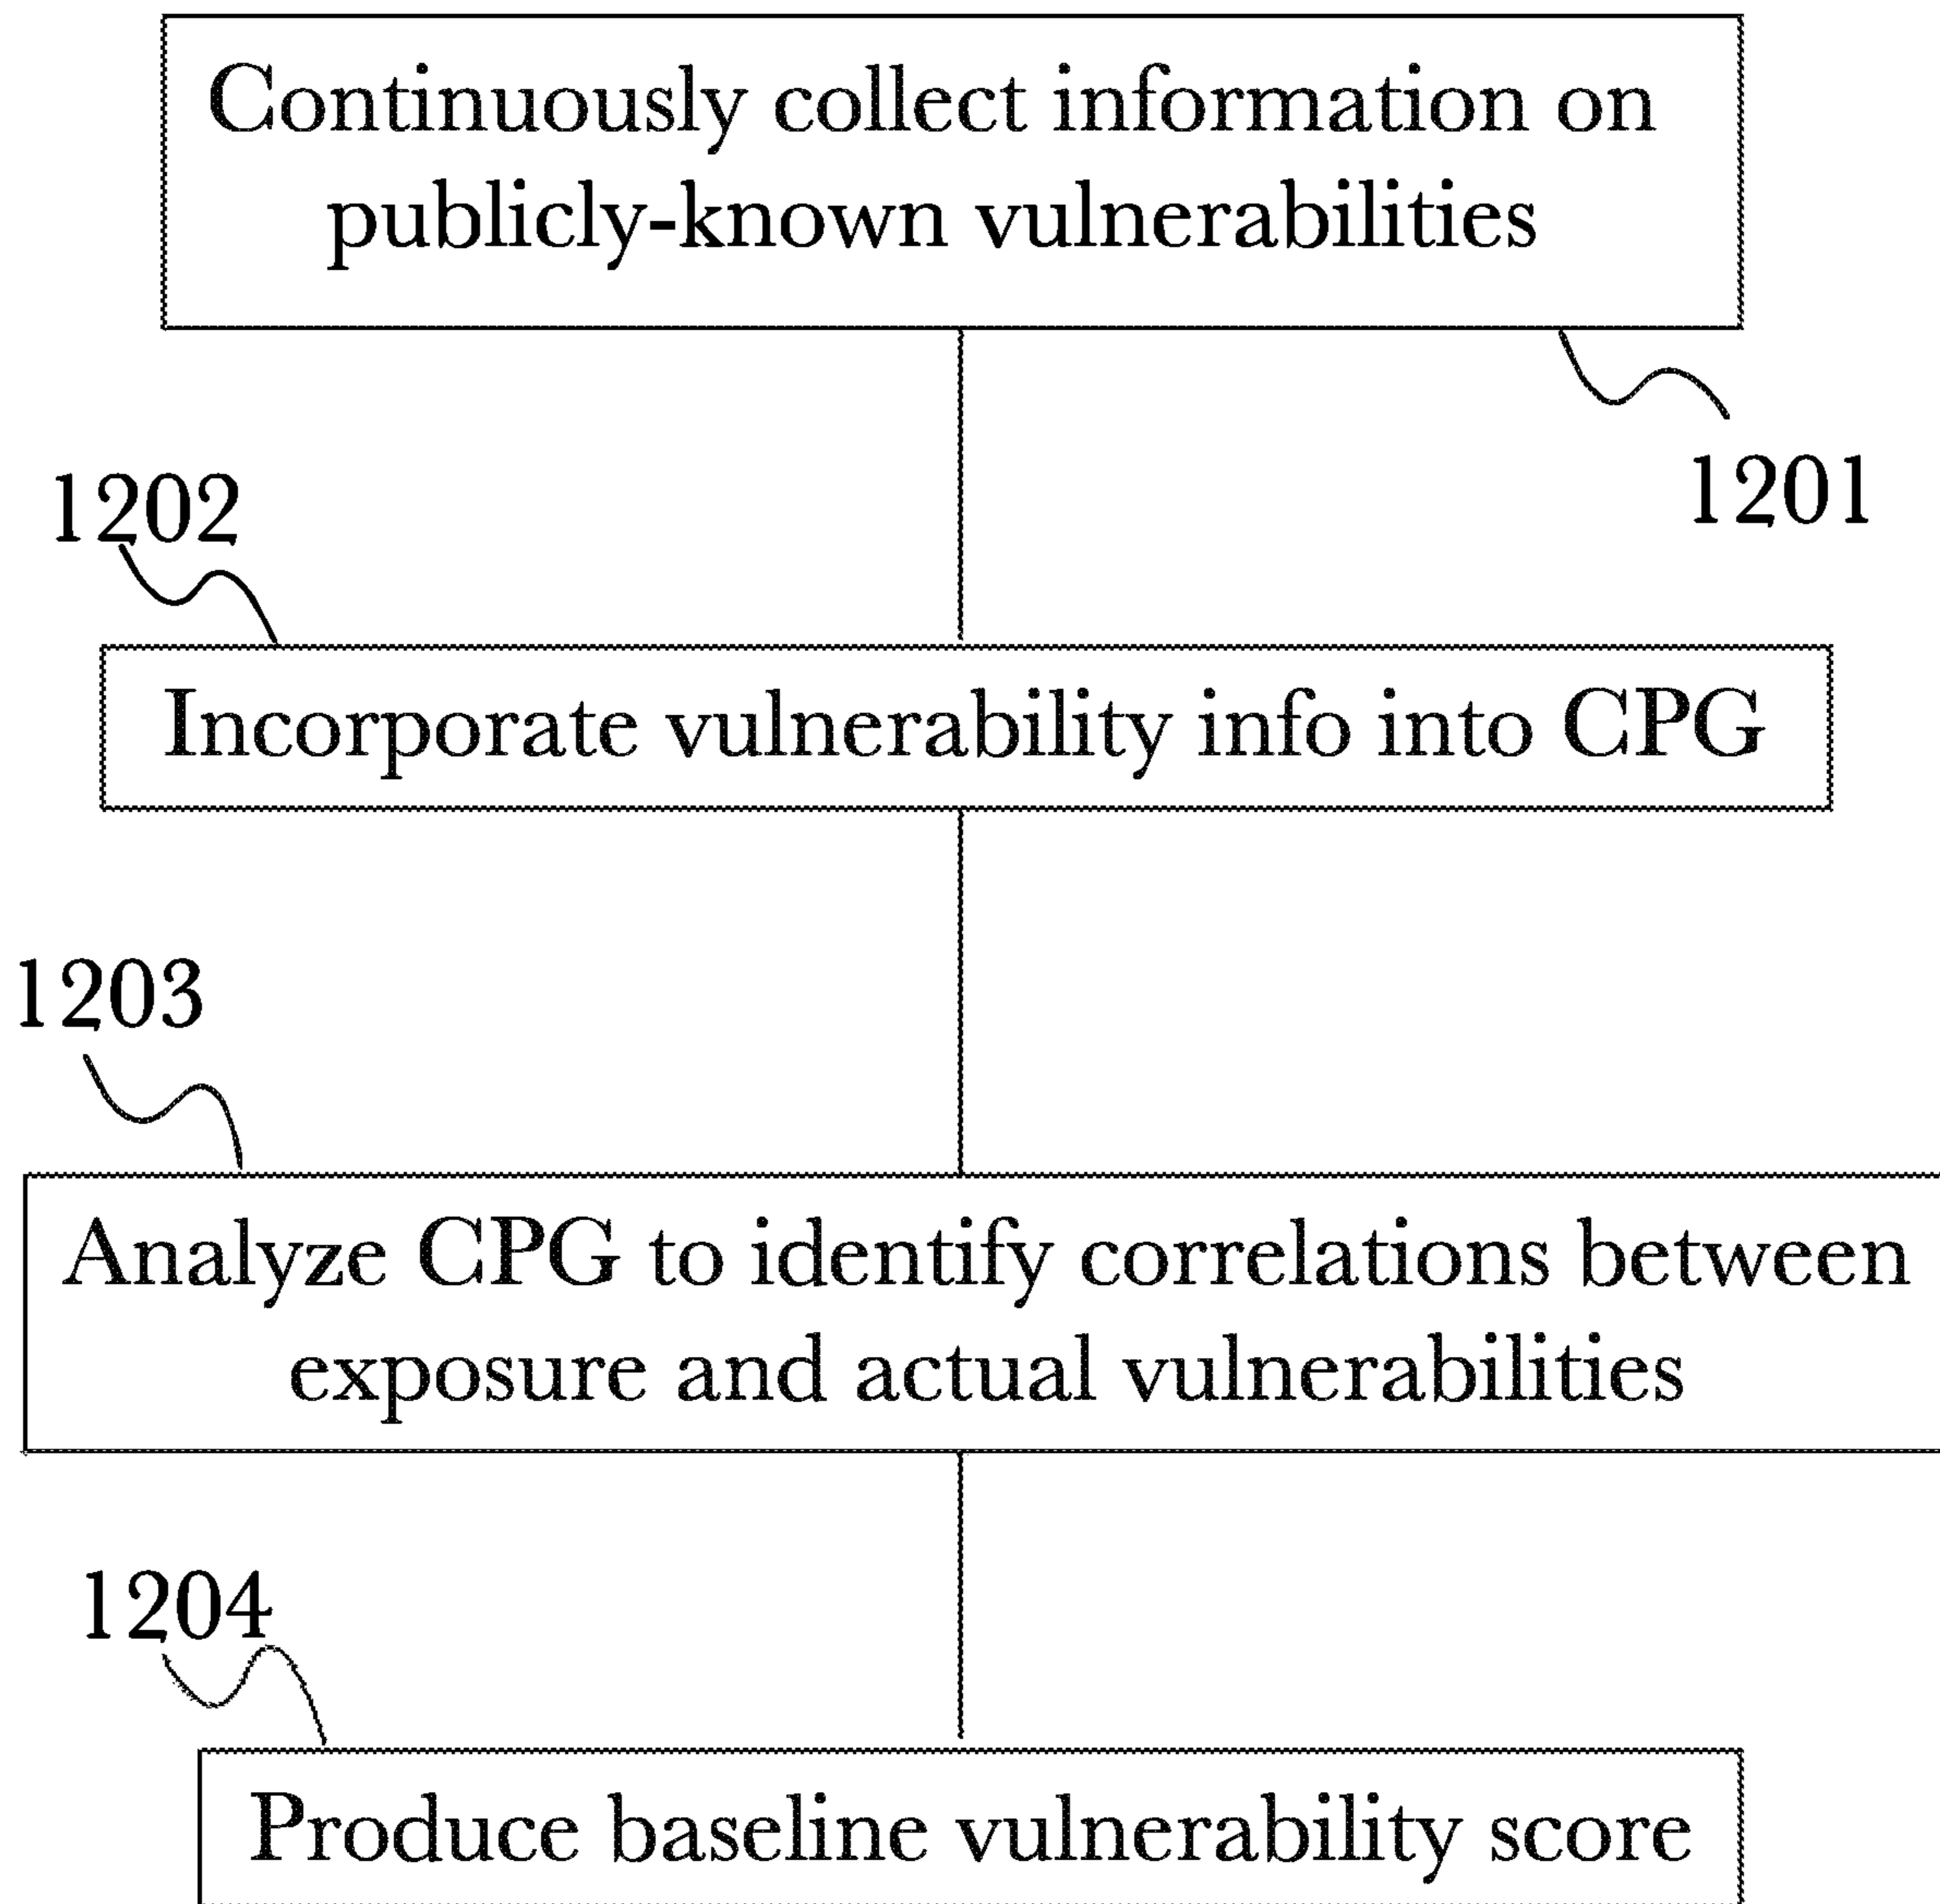 Continuously collect information on
publicly-known vulnerabilities
1201
1202
Incorporate vulnerability info into CPG
1203
Analyze CPG to identify correlations between
exposure and actual vulnerabilities
1204
Produce baseline vulnerability score